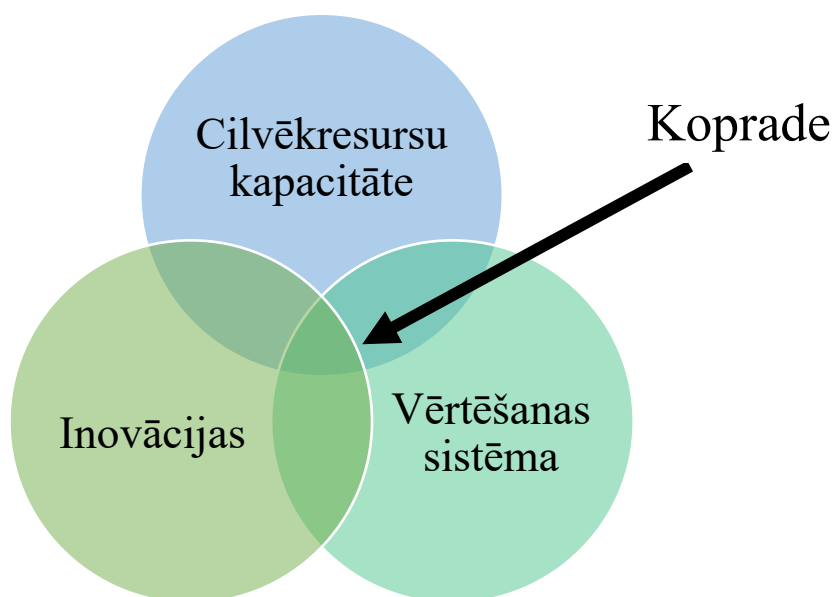 Cilvēkresursu
kapacitāte
Koprade
Inovācijas
Vērtēšanas
sistēma